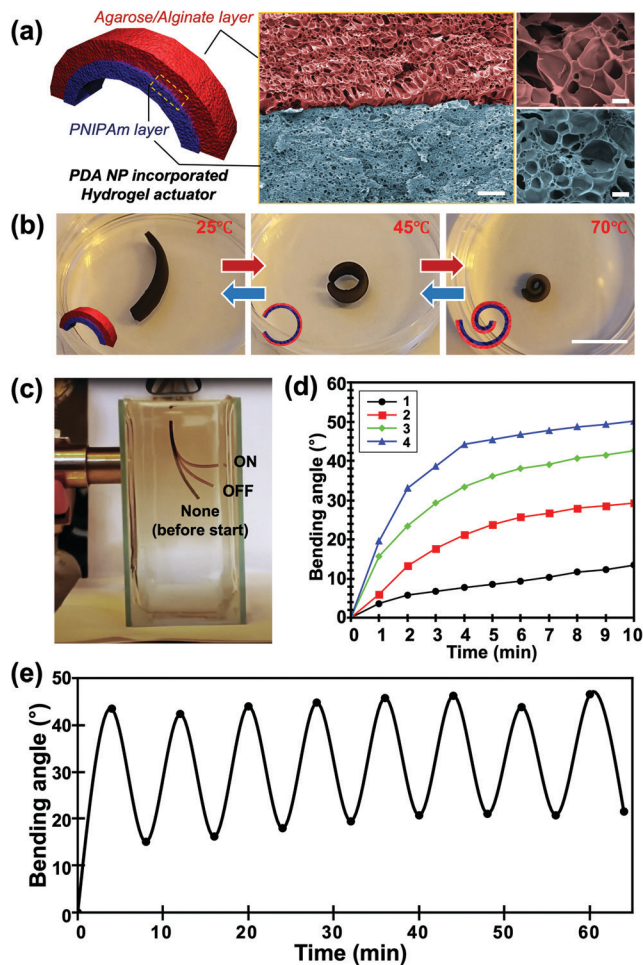 (a)
Agarose/Alginate layer
PNIPAm layer
PDA NP incorporated
Hydrogel actuator
(b)
25℃
45℃
70℃
(c)
ON
OFF
None
(before start)
(d)
Bending angle (°)
60
50
40
30
20
10
0
1
2
3
4
0 1 2 3 4 5 6 7 8 9 10
Time (min)
(e)
Bending angle (°)
50
40
30
20
10
0
0 10 20 30 40 50 60
Time (min)